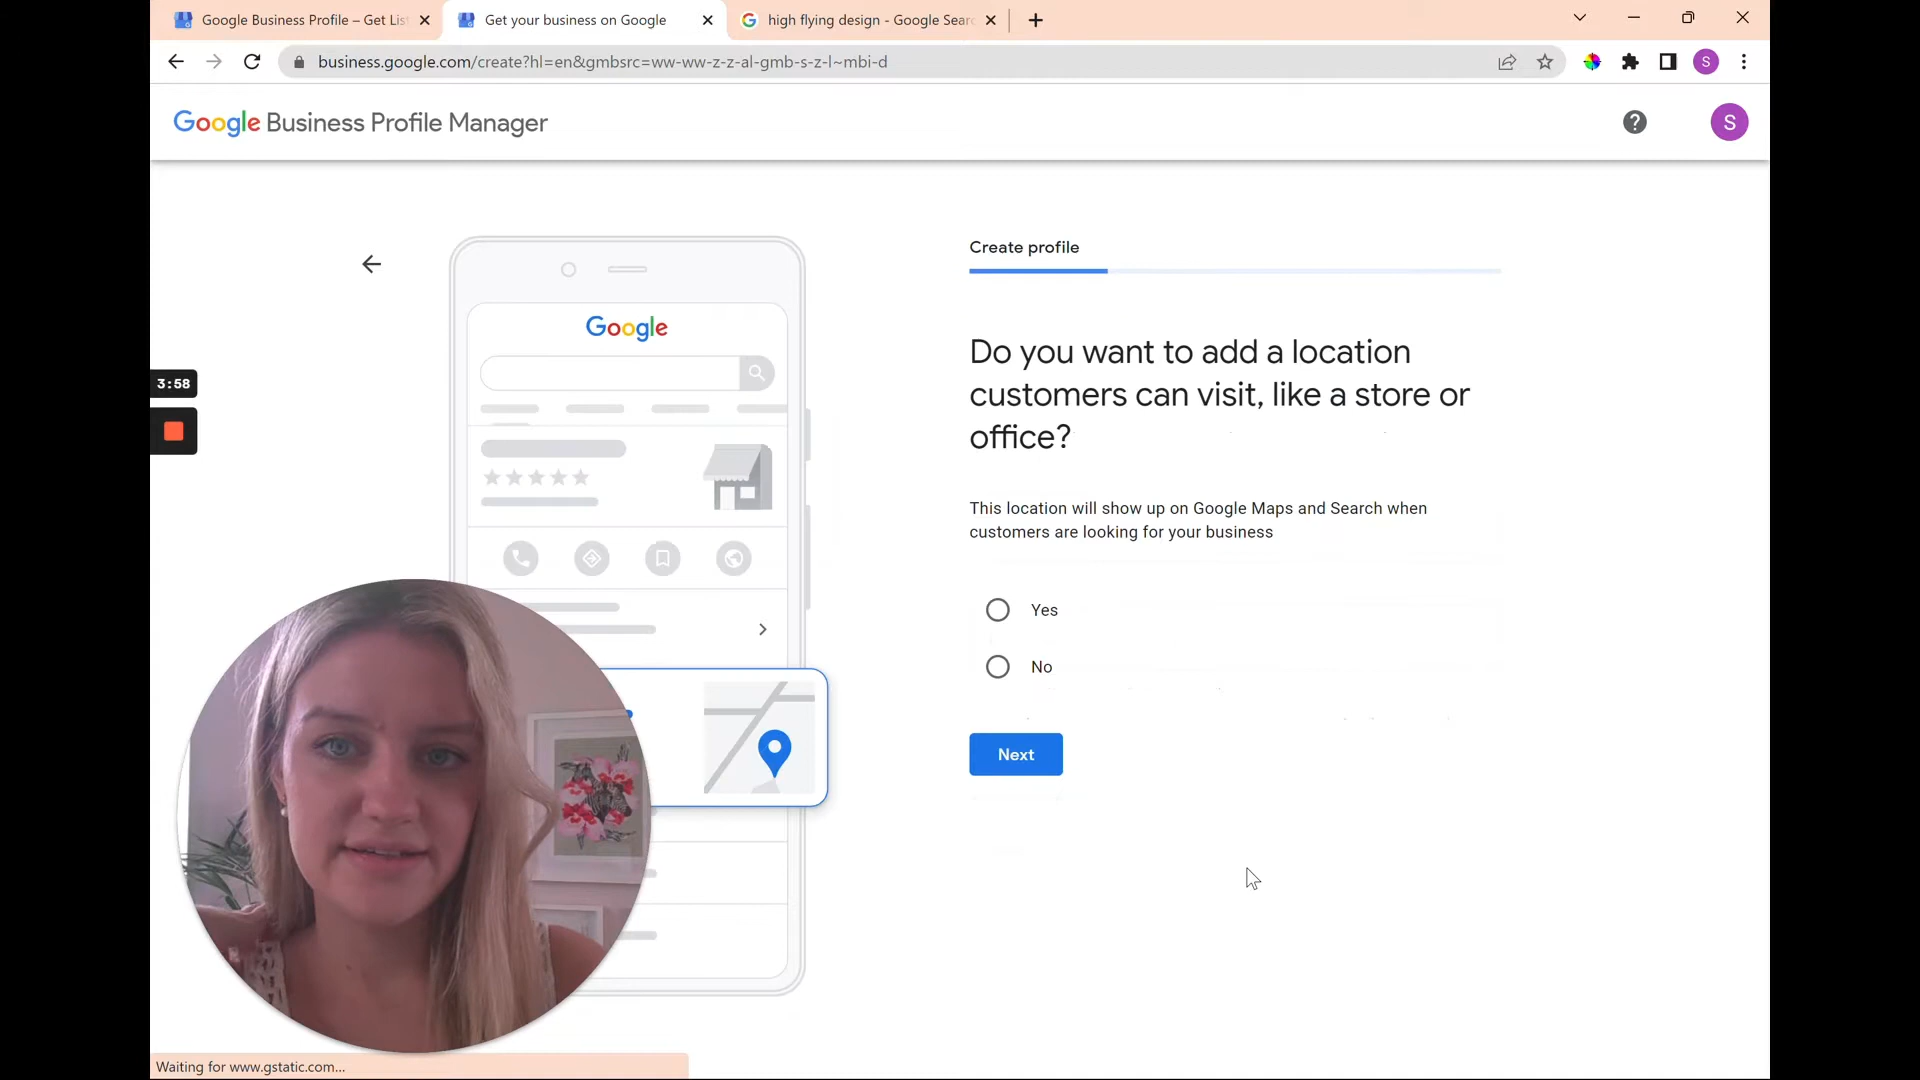 Google Business Profile – Get Lis
Get your business on Google
high flying design - Google Sear
business.google.com/create?hl=en&gmbsrc=ww-ww-z-z-al-gmb-s-z-l~mbi-d
S
Google Business Profile Manager
?
S
Create profile
Google
Do you want to add a location
customers can visit, like a store or
office?
3:58
This location will show up on Google Maps and Search when
customers are looking for your business
Yes
No
Next
Waiting for www.gstatic.com...